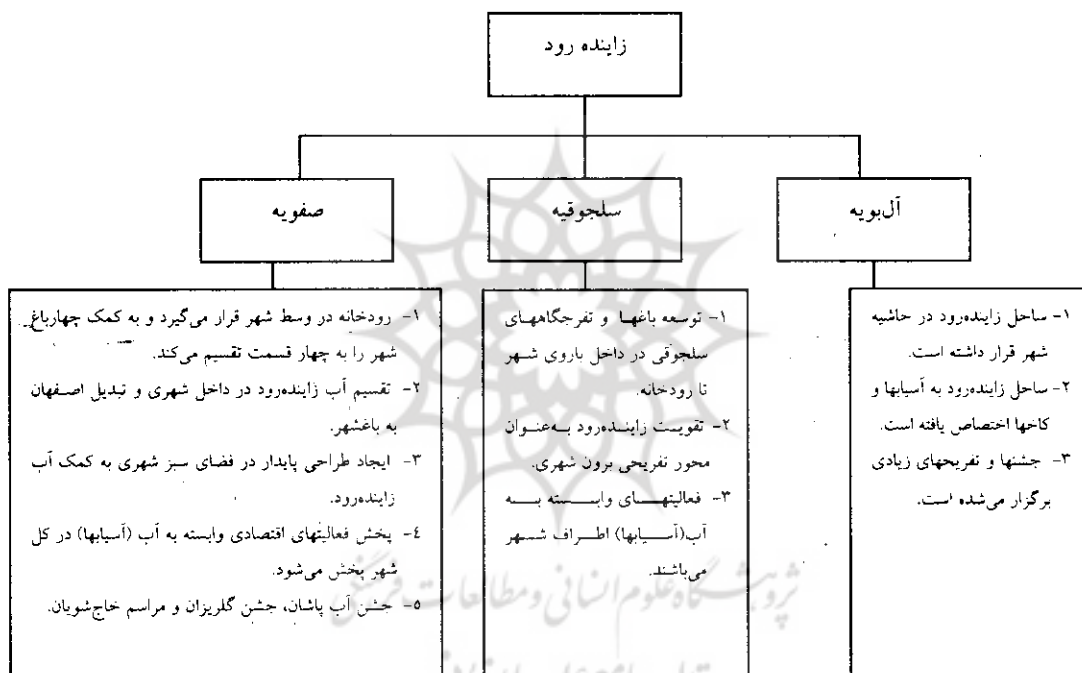 زاینده رود
آل‌بویه
سلجوقیه
صفویه
۱- ساحل زاینده‌رود در حاشیه
شهر قرار داشته است.
۲- ساحل زاینده‌رود به آسیابها و
کاخها اختصاص یافته است.
۳- جشنها و تفریحهای زیادی
برگزار می‌شده است.
۱- توسعه باغها و تفرجگاههای
سلجوقی در داخل باروی شهر
تا رودخانه.
۲- تقویت زاینده‌رود به‌عنوان
محور تفریحی برون شهری.
۳- فعالیتهای وابسته به
آب(آسیابها) اطراف شهر
می‌باشند.
۱- رودخانه در وسط شهر قرار می‌گیرد و به کمک چهارباغ
شهر را به چهار قسمت تقسیم می‌کند.
۲- تقسیم آب زاینده‌رود در داخل شهری و تبدیل اصفهان
به باغشهر.
۳- ایجاد طراحی پایدار در فضای سبز شهری به کمک آب
زاینده‌رود.
٤- پخش فعالیتهای اقتصادی وابسته به آب (آسیابها) در کل
شهر پخش می‌شود.
۵- جشن آب پاشان، جشن گلریزان و مراسم خاج‌شویان.
پژوهشگاه علوم انسانی و مطالعات فرهنگی